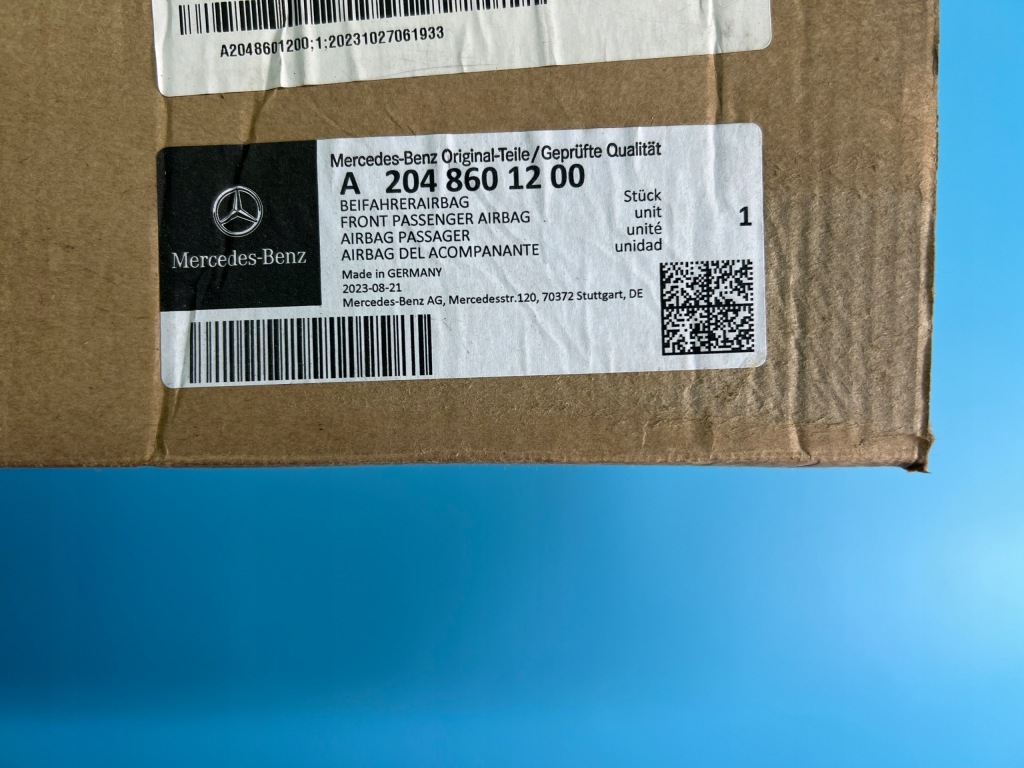 A2048601200;1;20231027061933
Mercedes-Benz
Mercedes-Benz Original-Teile/Geprüfte Qualität
A 204 860 12 00
BEIFAHRERAIRBAG
FRONT PASSENGER AIRBAG
AIRBAG PASSAGER
AIRBAG DEL ACOMPANANTE
Stück
unit
unité
unidad
1
Made in GERMANY
2023-08-21
Mercedes-Benz AG, Mercedesstr.120, 70372 Stuttgart, DE